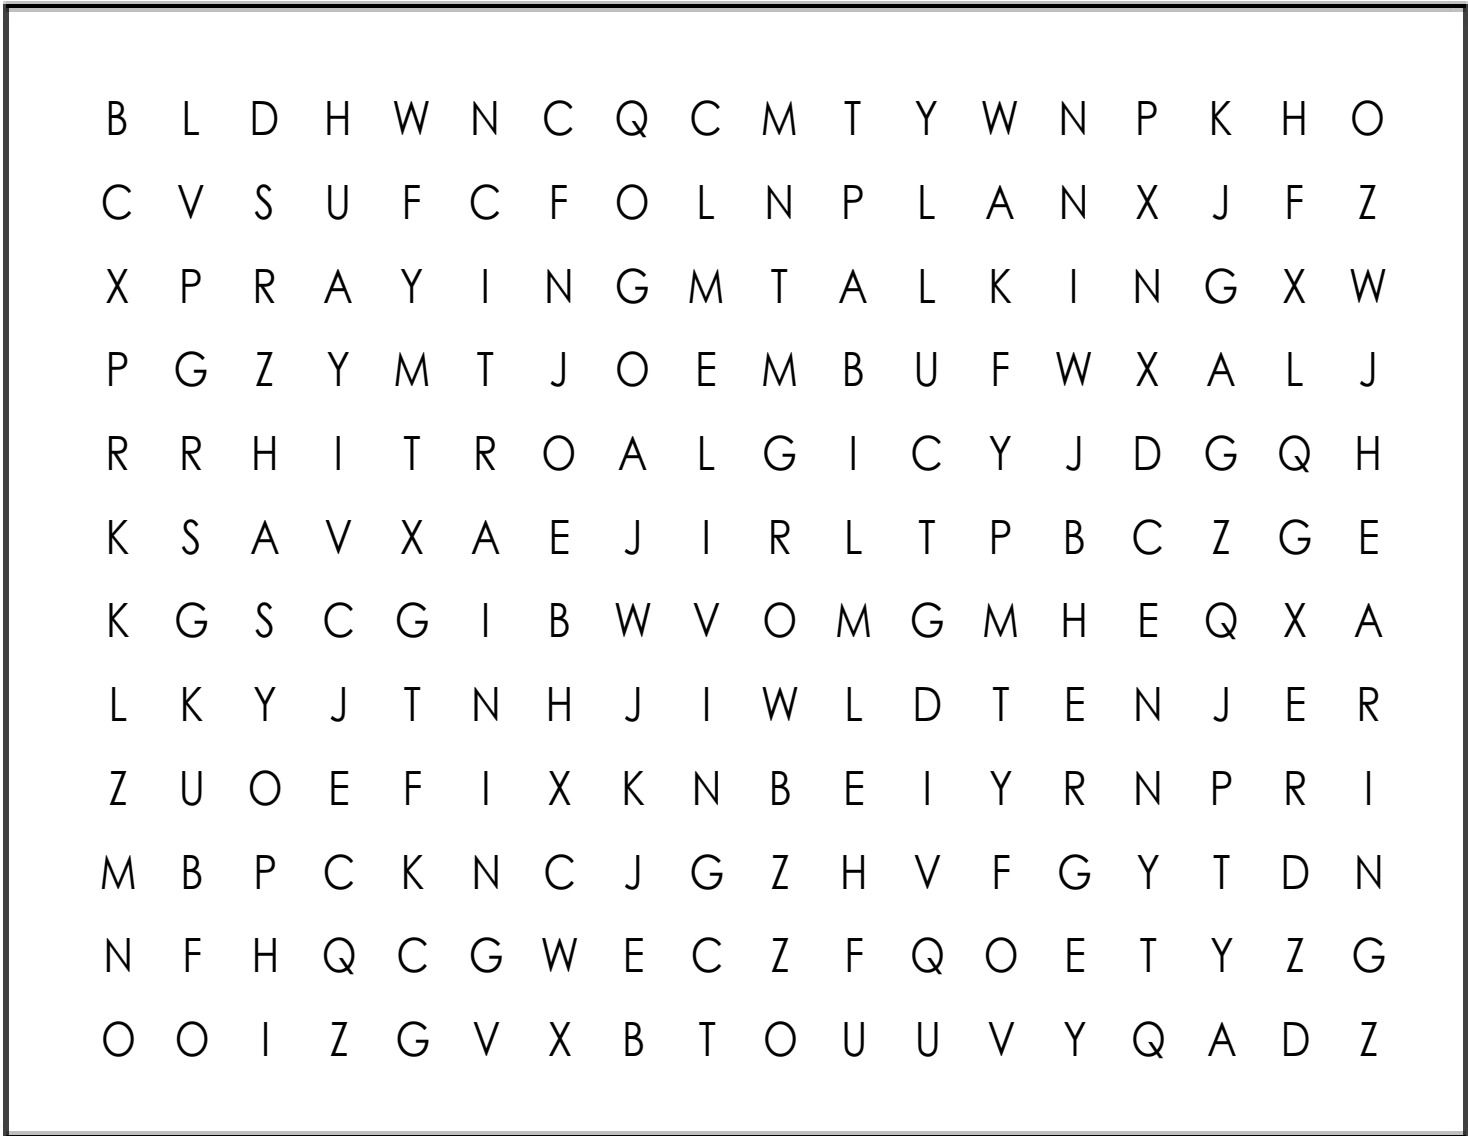 B L D H W N C Q C M T Y W N P K H O
C V S U F C F O L N P L A N X J F Z
X P R A Y I N G M T A L K I N G X W
P G Z Y M T J O E M B U F W X A L J
R R H I T R O A L G I C Y J D G Q H
K S A V X A E J I R L T P B C Z G E
K G S C G I B W V O M G M H E Q X A
L K Y J T N H J I W L D T E N J E R
Z U O E F I X K N B E I Y R N P R I
M B P C K N C J G Z H V F G Y T D N
N F H Q C G W E C Z F Q O E T Y Z G
O O I Z G V X B T O U U V Y Q A D Z